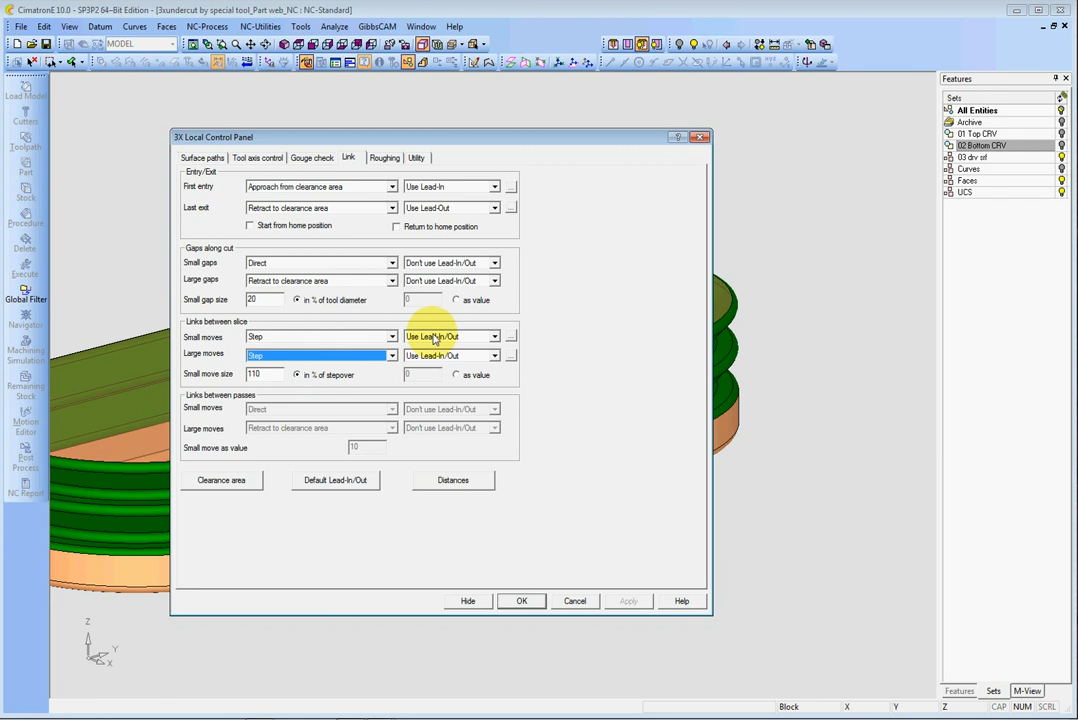 CimatronE 10.0 - SP3P2 64-Bit Edition - [3xundercut by special tool_Part web_NC : NC-Standard]
File Edit View Datum Curves Faces NC-Process NC-Utilities Tools Analyze GibbsCAM Window Help
MODEL
Load Model
Cutters
Toolpath
Part
Stock
Procedure
Delete
Execute
Global Filter
Navigator
Machining Simulation
Remaining Stock
Motion Editor
Post Process
NC Report
3X Local Control Panel
Surface paths Tool axis control Gouge check Link Roughing Utility
Entry/Exit
First entry Approach from clearance area Use Lead-In ...
Last exit Retract to clearance area Use Lead-Out ...
Start from home position Return to home position
Gaps along cut
Small gaps Direct Don't use Lead-In/Out
Large gaps Retract to clearance area Don't use Lead-In/Out
Small gap size 20 in % of tool diameter 0 as value
Links between slice
Small moves Step Use Lead-In/Out ...
Large moves Step Use Lead-In/Out ...
Small move size 110 in % of stepover 0 as value
Links between passes
Small moves Direct Don't use Lead-In/Out
Large moves Retract to clearance area Don't use Lead-In/Out
Small move as value 10
Clearance area Default Lead-In/Out Distances
Hide OK Cancel Apply Help
Z
Y
X
Features
Sets
All Entities
Archive
01 Top CRV
02 Bottom CRV
03 drv srf
Curves
Faces
UCS
Features Sets M-View
Block X Y Z CAP NUM SCRL